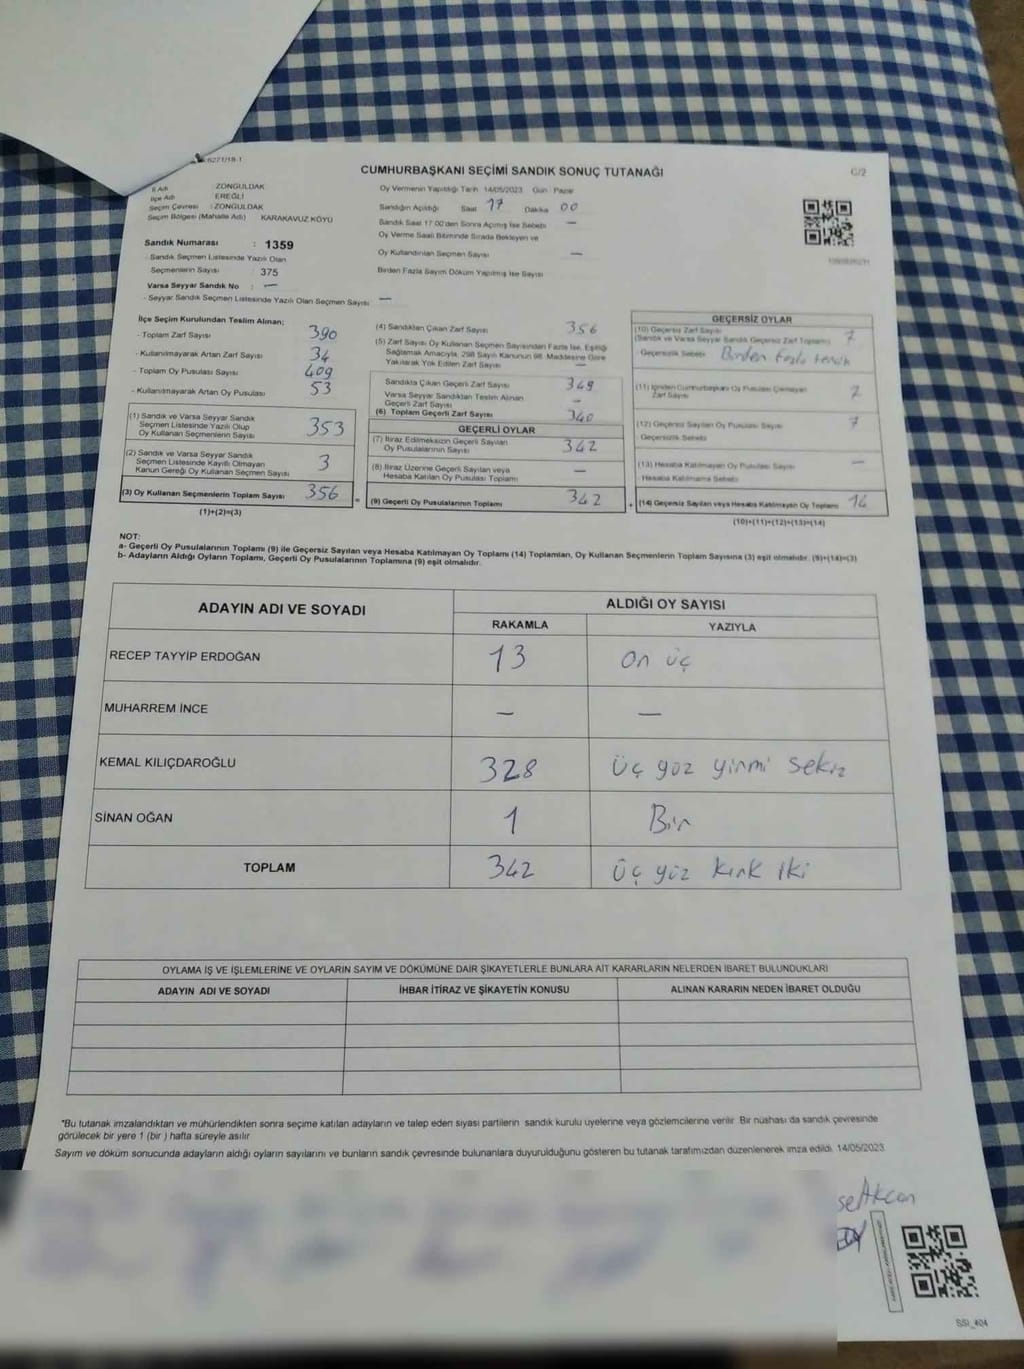 6271/18-1
CUMHURBAŞKANI SEÇİMİ SANDIK SONUÇ TUTANAĞI
C/2
İl Adı : ZONGULDAK
İlçe Adı : EREĞLİ
Seçim Çevresi : ZONGULDAK
Seçim Bölgesi (Mahalle Adı) KARAKAVUZ KÖYÜ
Sandık Numarası : 1359
- Sandık Seçmen Listesinde Yazılı Olan
Seçmenlerin Sayısı : 375
Varsa Seyyar Sandık No : —
- Seyyar Sandık Seçmen Listesinde Yazılı Olan Seçmen Sayısı —
Oy Vermenin Yapıldığı Tarih 14/05/2023 Gün Pazar
Sandığın Açıldığı Saat 17 Dakika 00
Sandık Saat 17:00'den Sonra Açılmış İse Sebebi —
Oy Verme Saati Bitiminde Sırada Bekleyen ve
Oy Kullandırılan Seçmen Sayısı —
Birden Fazla Sayım Döküm Yapılmış İse Sayısı
İlçe Seçim Kurulundan Teslim Alınan;
- Toplam Zarf Sayısı 390
- Kullanılmayarak Artan Zarf Sayısı 34
- Toplam Oy Pusulası Sayısı 409
- Kullanılmayarak Artan Oy Pusulası 53
(1) Sandık ve Varsa Seyyar Sandık
Seçmen Listesinde Yazılı Olup
Oy Kullanan Seçmenlerin Sayısı 353
(2) Sandık ve Varsa Seyyar Sandık
Seçmen Listesinde Kayıtlı Olmayan
Kanun Gereği Oy Kullanan Seçmen Sayısı 3
(3) Oy Kullanan Seçmenlerin Toplam Sayısı 356 =
(1)+(2)=(3)
(4) Sandıktan Çıkan Zarf Sayısı 356
(5) Zarf Sayısı Oy Kullanan Seçmen Sayısından Fazla İse, Eşitliği
Sağlamak Amacıyla, 298 Sayılı Kanunun 98. Maddesine Göre
Yakılarak Yok Edilen Zarf Sayısı —
Sandıkta Çıkan Geçerli Zarf Sayısı 349
Varsa Seyyar Sandıktan Teslim Alınan
Geçerli Zarf Sayısı —
(6) Toplam Geçerli Zarf Sayısı 340
GEÇERLİ OYLAR
(7) İtiraz Edilmeksizin Geçerli Sayılan
Oy Pusulalarının Sayısı 342
(8) İtiraz Üzerine Geçerli Sayılan veya
Hesaba Katılan Oy Pusulası Toplamı —
(9) Geçerli Oy Pusulalarının Toplamı 342 +
GEÇERSİZ OYLAR
(10) Geçersiz Zarf Sayısı
(Sandık ve Varsa Seyyar Sandık Geçersiz Zarf Toplamı) 7
Geçersizlik Sebebi Birden fazla tercih
(11) İçinden Cumhurbaşkanı Oy Pusulası Çıkmayan
Zarf Sayısı 7
(12) Geçersiz Sayılan Oy Pusulası Sayısı 7
Geçersizlik Sebebi
(13) Hesaba Katılmayan Oy Pusulası Sayısı —
- Hesaba Katılmama Sebebi
(14) Geçersiz Sayılan veya Hesaba Katılmayan Oy Toplamı 14
(10)+(11)+(12)+(13)=(14)
NOT:
a- Geçerli Oy Pusulalarının Toplamı (9) ile Geçersiz Sayılan veya Hesaba Katılmayan Oy Toplamı (14) Toplamları, Oy Kullanan Seçmenlerin Toplam Sayısına (3) eşit olmalıdır. (9)+(14)=(3)
b- Adayların Aldığı Oyların Toplamı, Geçerli Oy Pusulalarının Toplamına (9) eşit olmalıdır.
ADAYIN ADI VE SOYADI
ALDIĞI OY SAYISI
RAKAMLA YAZIYLA
RECEP TAYYİP ERDOĞAN 13 On üç
MUHARREM İNCE — —
KEMAL KILIÇDAROĞLU 328 üç yüz yirmi sekiz
SİNAN OĞAN 1 Bir
TOPLAM 342 üç yüz kırk iki
OYLAMA İŞ VE İŞLEMLERİNE VE OYLARIN SAYIM VE DÖKÜMÜNE DAİR ŞİKAYETLERLE BUNLARA AİT KARARLARIN NELERDEN İBARET BULUNDUKLARI
ADAYIN ADI VE SOYADI İHBAR İTİRAZ VE ŞİKAYETİN KONUSU ALINAN KARARIN NEDEN İBARET OLDUĞU
*Bu tutanak imzalandıktan ve mühürlendikten sonra seçime katılan adayların ve talep eden siyasi partilerin sandık kurulu üyelerine veya gözlemcilerine verilir. Bir nüshası da sandık çevresinde
görülecek bir yere 1 (bir ) hafta süreyle asılır
Sayım ve döküm sonucunda adayların aldığı oyların sayılarını ve bunların sandık çevresinde bulunanlara duyurulduğunu gösteren bu tutanak tarafımızdan düzenlenerek imza edildi. 14/05/2023
se Akcan
SSI_404